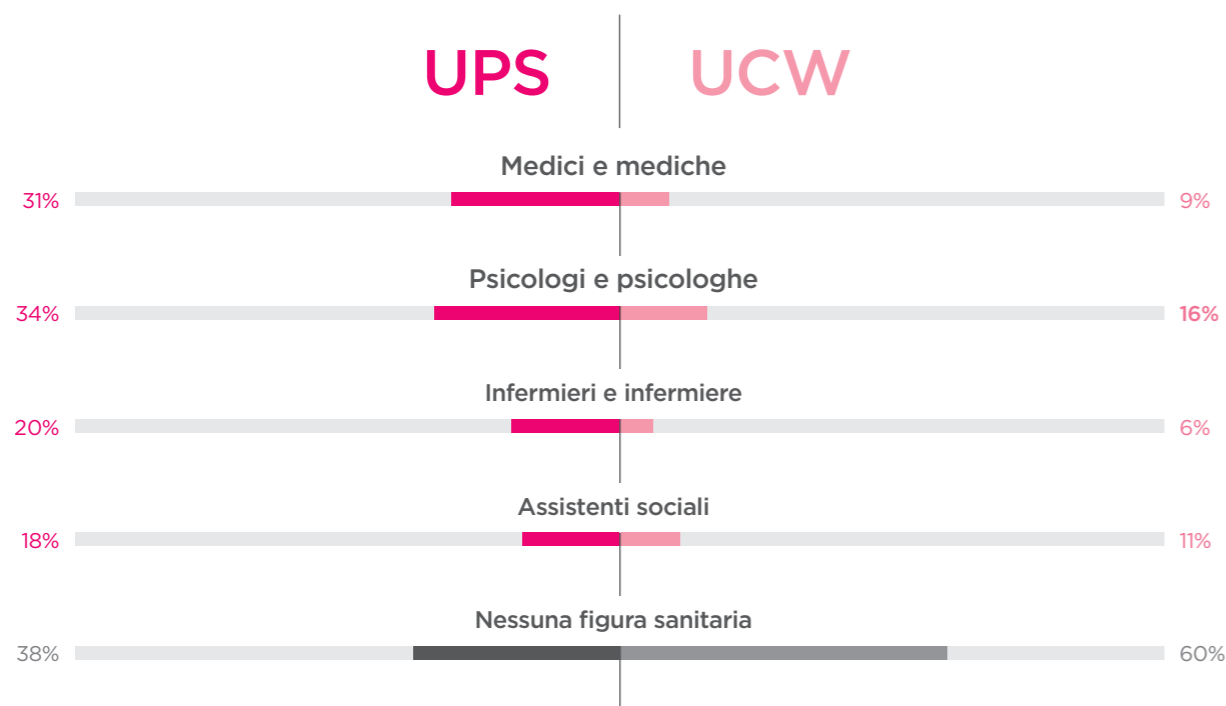 UPS UCW
Medici e mediche
31% 9%
Psicologi e psicologhe
34% 16%
Infermieri e infermiere
20% 6%
Assistenti sociali
18% 11%
Nessuna figura sanitaria
38% 60%